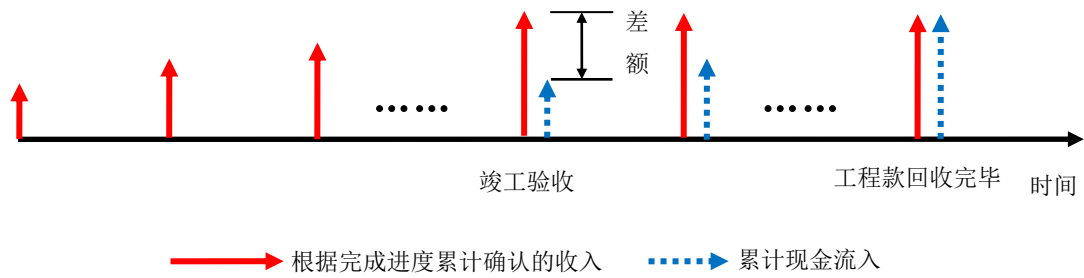 差
额
…… ……
竣工验收
工程款回收完毕
时间
根据完成进度累计确认的收入
累计现金流入